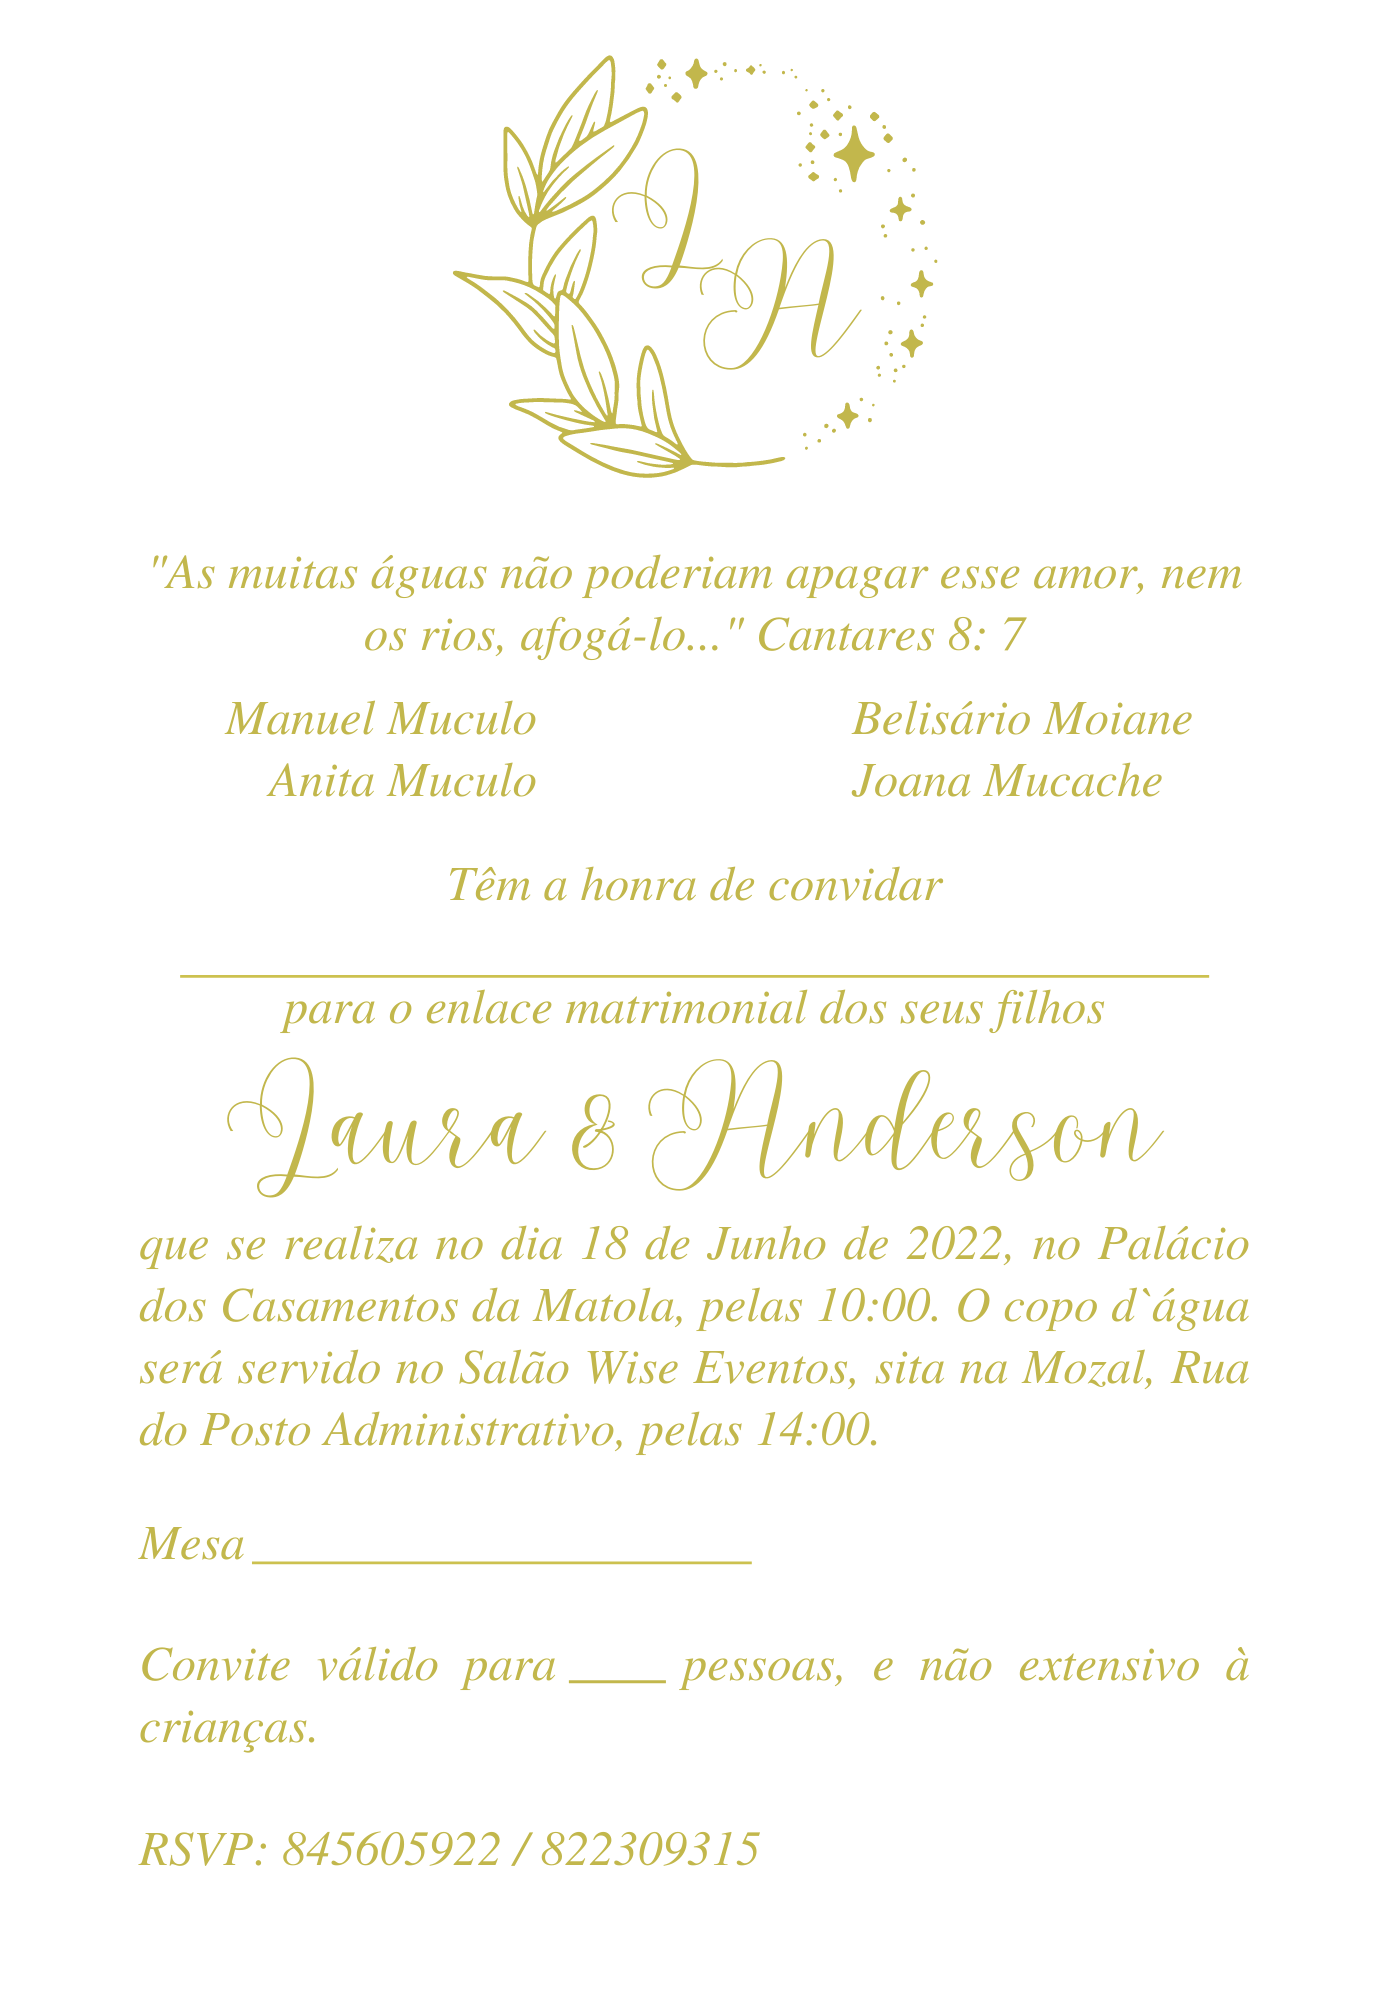 L A
"As muitas águas não poderiam apagar esse amor, nem
os rios, afogá-lo..." Cantares 8: 7
Manuel Muculo
Anita Muculo
Belisário Moiane
Joana Mucache
Têm a honra de convidar
para o enlace matrimonial dos seus filhos
Laura & Anderson
que se realiza no dia 18 de Junho de 2022, no Palácio
dos Casamentos da Matola, pelas 10:00. O copo d`água
será servido no Salão Wise Eventos, sita na Mozal, Rua
do Posto Administrativo, pelas 14:00.
Mesa ____________________
Convite válido para ____ pessoas, e não extensivo à
crianças.
RSVP: 845605922 / 822309315